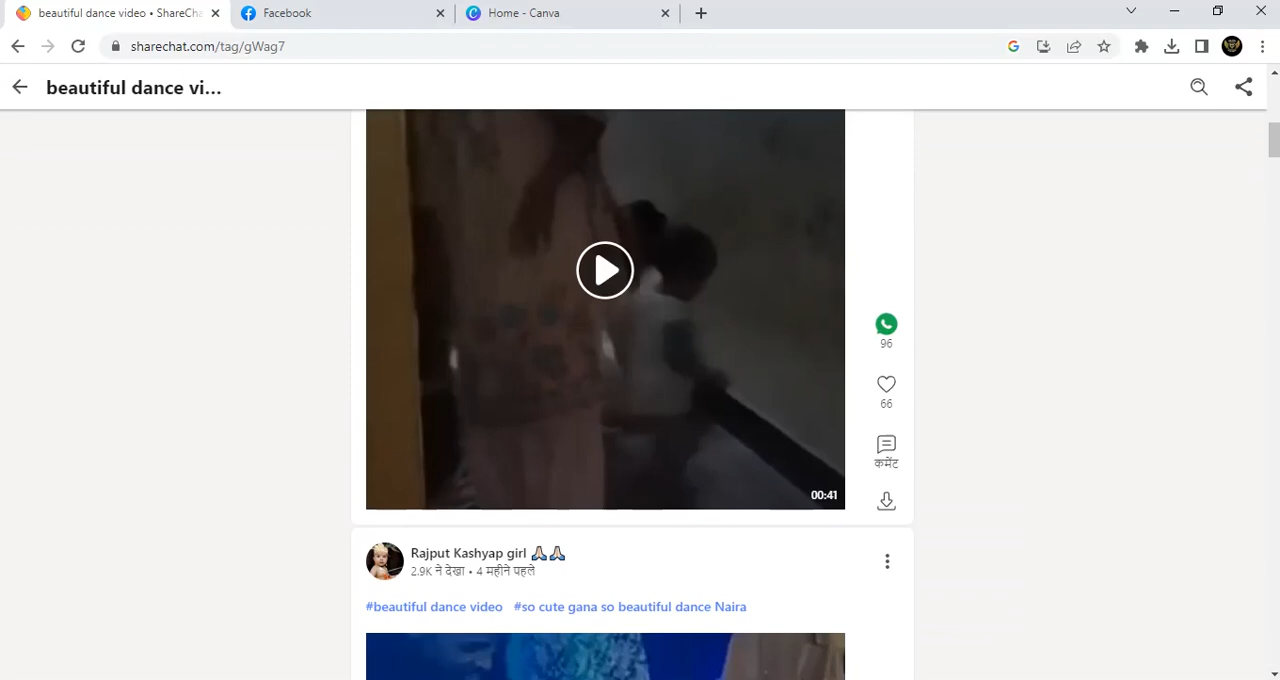 beautiful dance video • ShareCha
Facebook
Home - Canva
sharechat.com/tag/gWag7
beautiful dance vi...
96
66
कमेंट
00:41
Rajput Kashyap girl 🙏🏻🙏🏻
2.9K ने देखा • 4 महीने पहले
#beautiful dance video #so cute gana so beautiful dance Naira